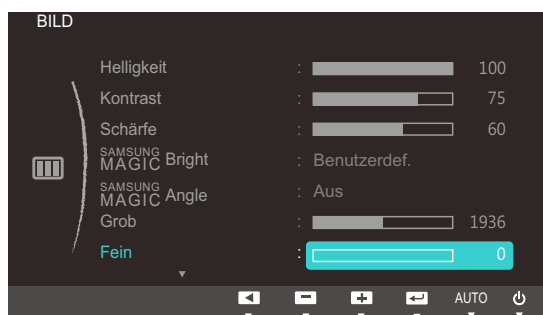 BILD
Helligkeit : 100
Kontrast : 75
Schärfe : 60
SAMSUNG MAGIC Bright : Benutzerdef.
SAMSUNG MAGIC Angle : Aus
Grob : 1936
Fein : 0
AUTO